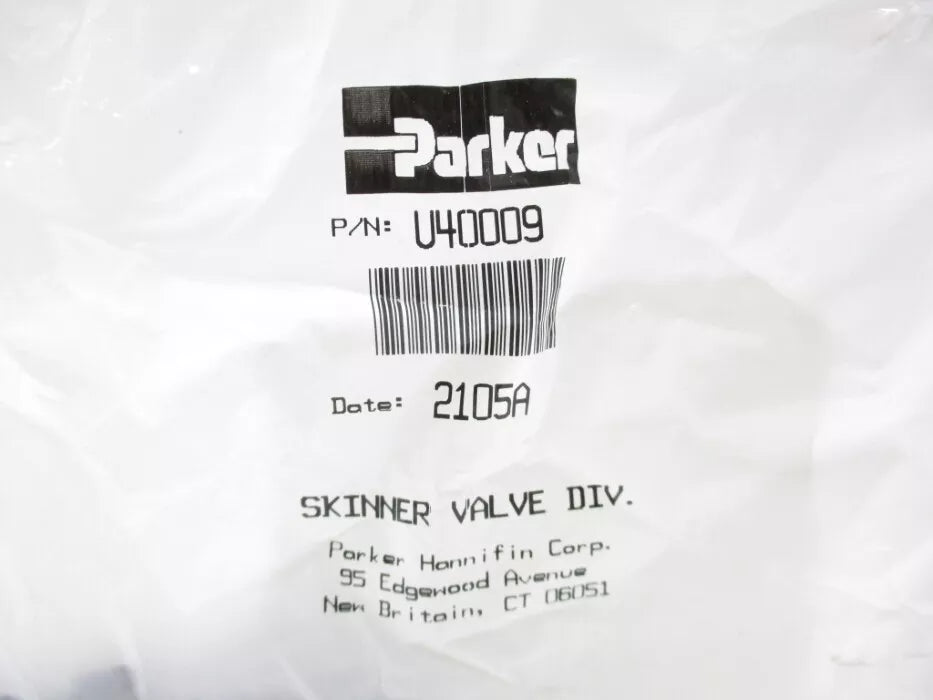 Parker
P/N: U40009
Date: 2105A
SKINNER VALVE DIV.
Parker Hannifin Corp.
95 Edgewood Avenue
New Britain, CT 06051